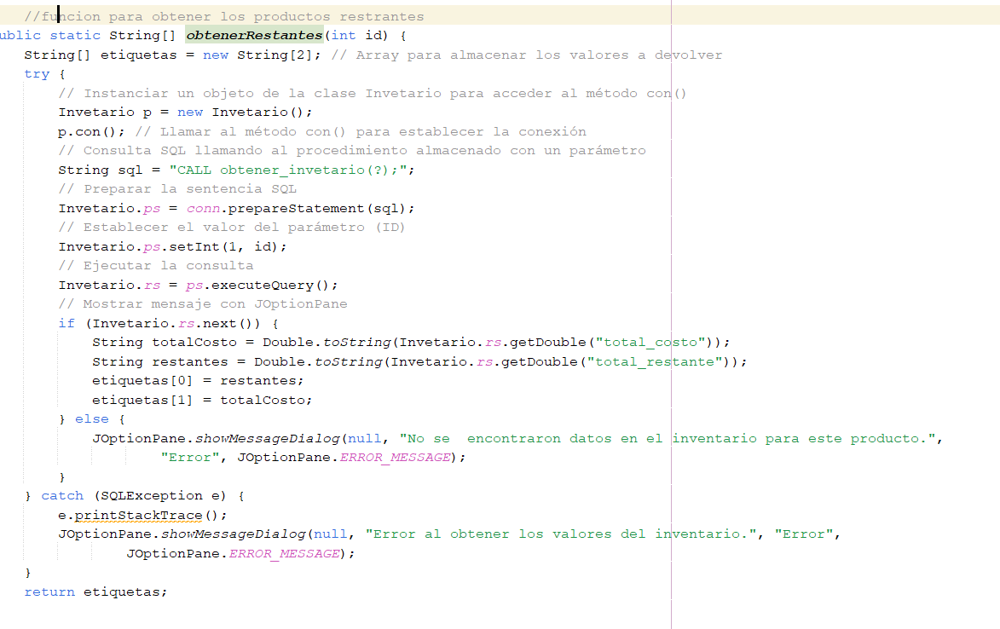 //funcion para obtener los productos restrantes
ublic static String[] obtenerRestantes(int id) {
String[] etiquetas = new String[2]; // Array para almacenar los valores a devolver
try {
// Instanciar un objeto de la clase Invetario para acceder al método con()
Invetario p = new Invetario();
p.con(); // Llamar al método con() para establecer la conexión
// Consulta SQL llamando al procedimiento almacenado con un parámetro
String sql = "CALL obtener_invetario(?);";
// Preparar la sentencia SQL
Invetario.ps = conn.prepareStatement(sql);
// Establecer el valor del parámetro (ID)
Invetario.ps.setInt(1, id);
// Ejecutar la consulta
Invetario.rs = ps.executeQuery();
// Mostrar mensaje con JOptionPane
if (Invetario.rs.next()) {
String totalCosto = Double.toString(Invetario.rs.getDouble("total_costo"));
String restantes = Double.toString(Invetario.rs.getDouble("total_restante"));
etiquetas[0] = restantes;
etiquetas[1] = totalCosto;
} else {
JOptionPane.showMessageDialog(null, "No se  encontraron datos en el inventario para este producto.",
"Error", JOptionPane.ERROR_MESSAGE);
}
} catch (SQLException e) {
e.printStackTrace();
JOptionPane.showMessageDialog(null, "Error al obtener los valores del inventario.", "Error",
JOptionPane.ERROR_MESSAGE);
}
return etiquetas;